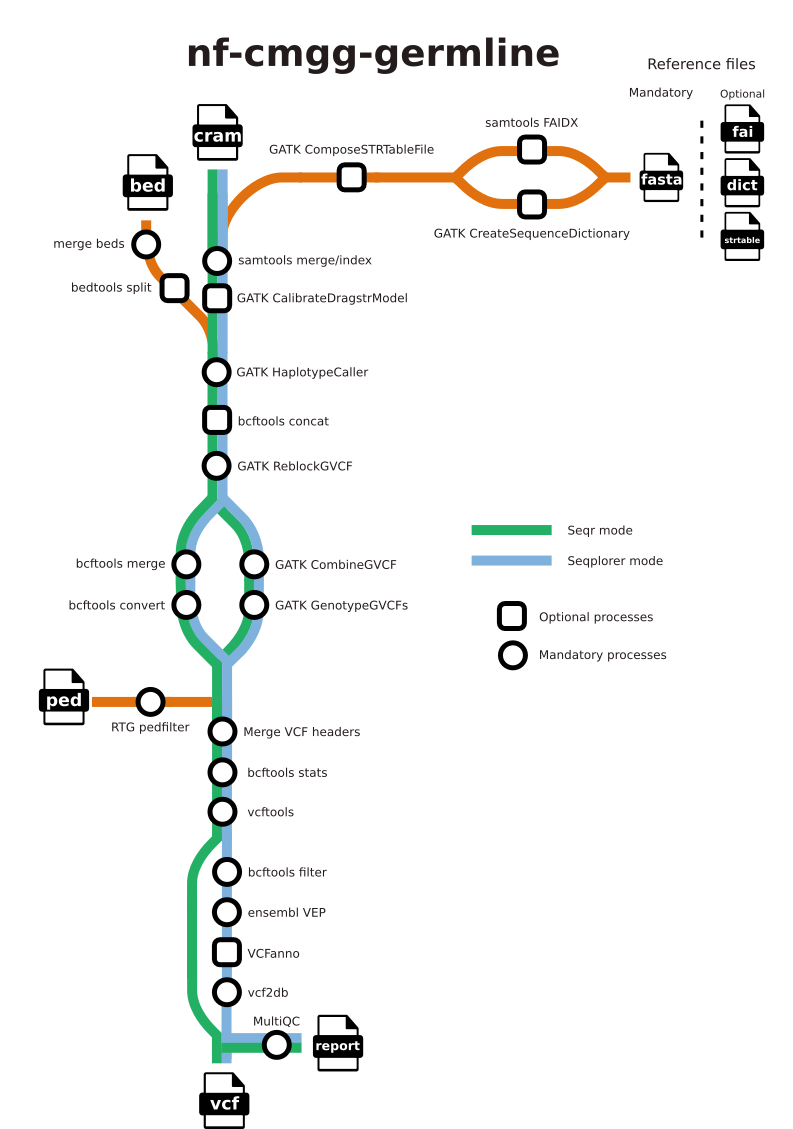 nf-cmgg-germline
Reference files
Mandatory
Optional
cram
fai
samtools FAIDX
GATK ComposeSTRTableFile
bed
fasta
dict
GATK CreateSequenceDictionary
strtable
merge beds
samtools merge/index
bedtools split
GATK CalibrateDragstrModel
GATK HaplotypeCaller
bcftools concat
GATK ReblockGVCF
Seqr mode
Seqplorer mode
bcftools merge
GATK CombineGVCF
bcftools convert
GATK GenotypeGVCFs
Optional processes
Mandatory processes
ped
RTG pedfilter
Merge VCF headers
bcftools stats
vcftools
bcftools filter
ensembl VEP
VCFanno
vcf2db
MultiQC
report
vcf